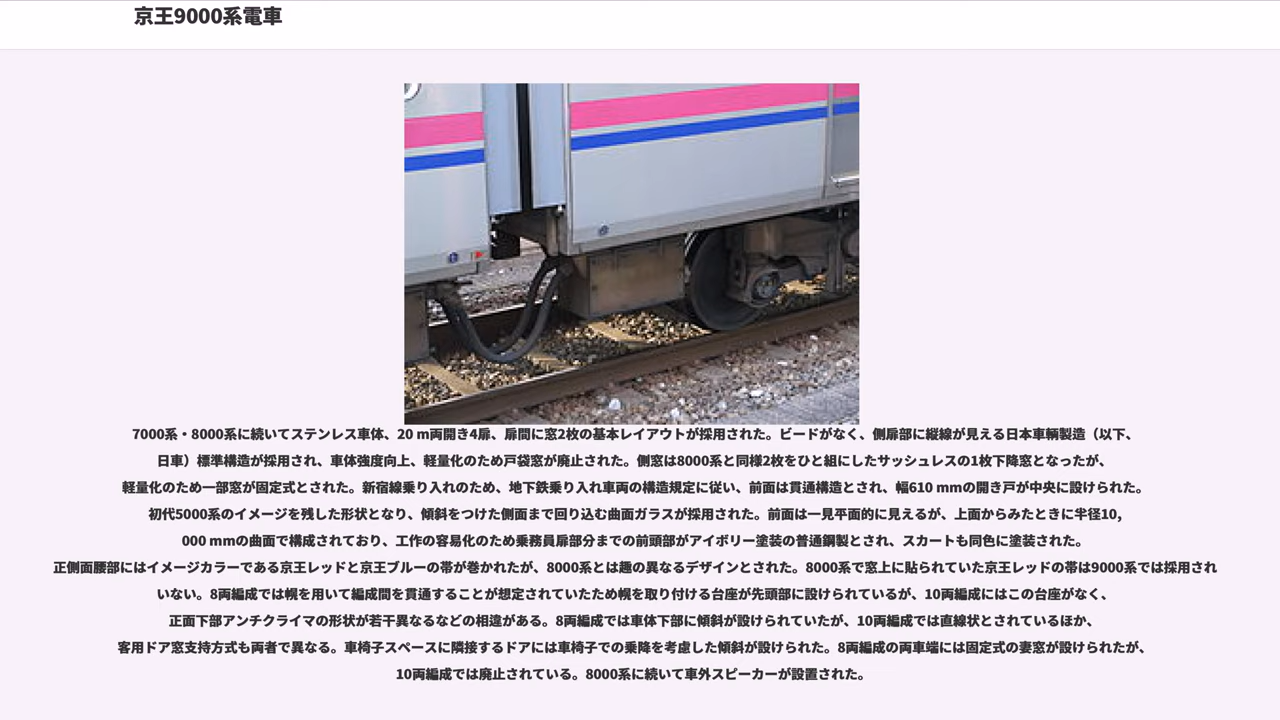 京王9000系電車
7000系・8000系に続いてステンレス車体、20 m両開き4扉、扉間に窓2枚の基本レイアウトが採用された。ビードがなく、側扉部に縦線が見える日本車輌製造（以下、
日車）標準構造が採用され、車体強度向上、軽量化のため戸袋窓が廃止された。側窓は8000系と同様2枚をひと組にしたサッシュレスの1枚下降窓となったが、
軽量化のため一部窓が固定式とされた。新宿線乗り入れのため、地下鉄乗り入れ車両の構造規定に従い、前面は貫通構造とされ、幅610 mmの開き戸が中央に設けられた。
初代5000系のイメージを残した形状となり、傾斜をつけた側面まで回り込む曲面ガラスが採用された。前面は一見平面的に見えるが、上面からみたときに半径10,
000 mmの曲面で構成されており、工作の容易化のため乗務員扉部分までの前頭部がアイボリー塗装の普通鋼製とされ、スカートも同色に塗装された。
正側面腰部にはイメージカラーである京王レッドと京王ブルーの帯が巻かれたが、8000系とは趣の異なるデザインとされた。8000系で窓上に貼られていた京王レッドの帯は9000系では採用され
いない。8両編成では幌を用いて編成間を貫通することが想定されていたため幌を取り付ける台座が先頭部に設けられているが、10両編成にはこの台座がなく、
正面下部アンチクライマの形状が若干異なるなどの相違がある。8両編成では車体下部に傾斜が設けられていたが、10両編成では直線状とされているほか、
客用ドア窓支持方式も両者で異なる。車椅子スペースに隣接するドアには車椅子での乗降を考慮した傾斜が設けられた。8両編成の両車端には固定式の妻窓が設けられたが、
10両編成では廃止されている。8000系に続いて車外スピーカーが設置された。